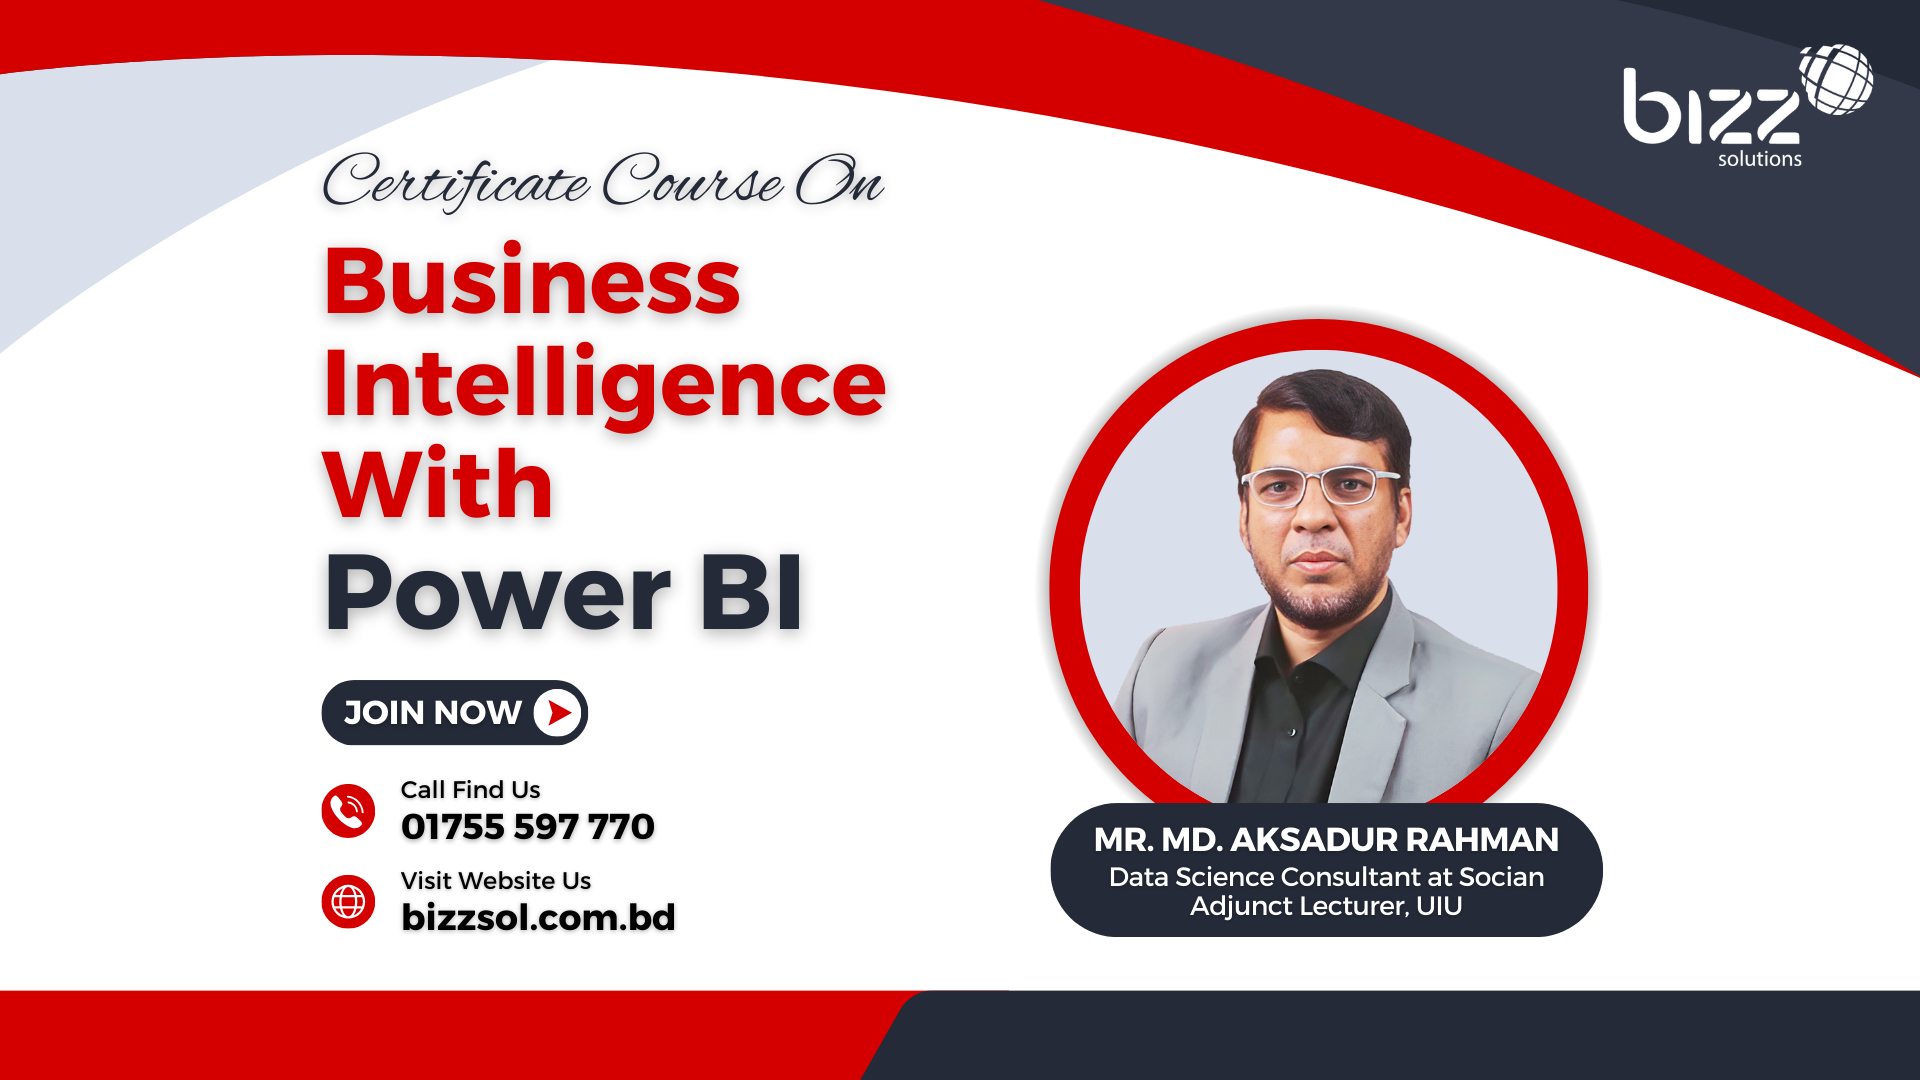 bizz
solutions
Certificate Course On
Business
Intelligence
With
Power BI
JOIN NOW
Call Find Us
01755 597 770
Visit Website Us
bizzsol.com.bd
MR. MD. AKSADUR RAHMAN
Data Science Consultant at Socian
Adjunct Lecturer, UIU